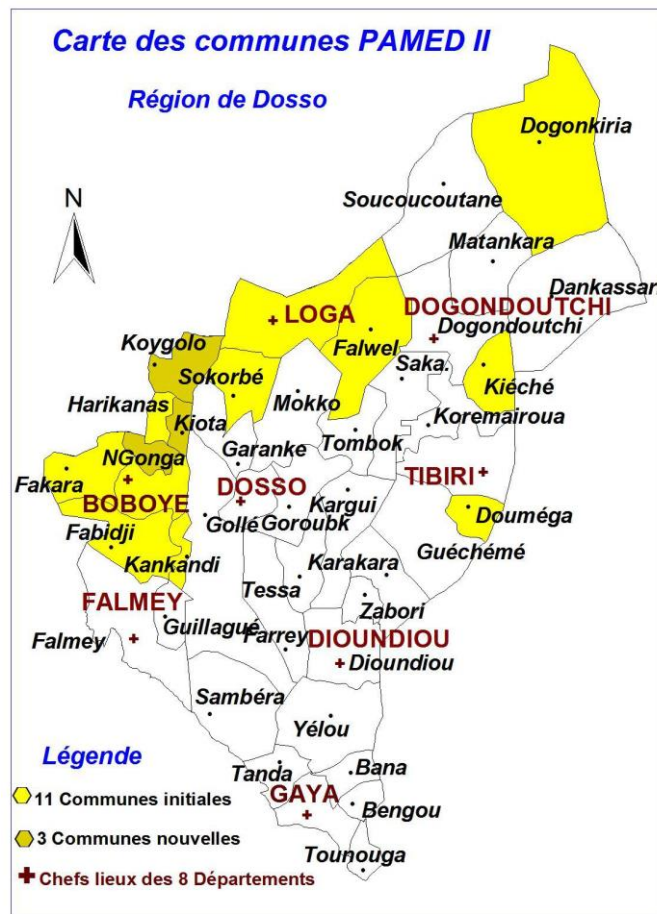 Carte des communes PAMED II
Région de Dosso
N
Dogonkiria
Soucoucoutane
Matankara
Dankassar
LOGA
DOGONDOUTCHI
Dogondoutchi
Koygolo
Falwel
Saka.
Sokorbé
Kiéché
Harikanas
Mokko
Kiota
Koremairoua
Garanke
Tombok
NGonga
Fakara
DOSSO
TIBIRI
BOBOYE
Kargui
Gollé
Goroubk
Douméga
Fabidji
Guéchémé
Kankandi
Karakara
Tessa
FALMEY
Zabori
Guillagué
Farrey
DIOUNDIOU
Falmey
Dioundiou
Sambéra
Yélou
Légende
Tanda
Bana
11 Communes initiales
GAYA
Bengou
3 Communes nouvelles
Tounouga
Chefs lieux des 8 Départements